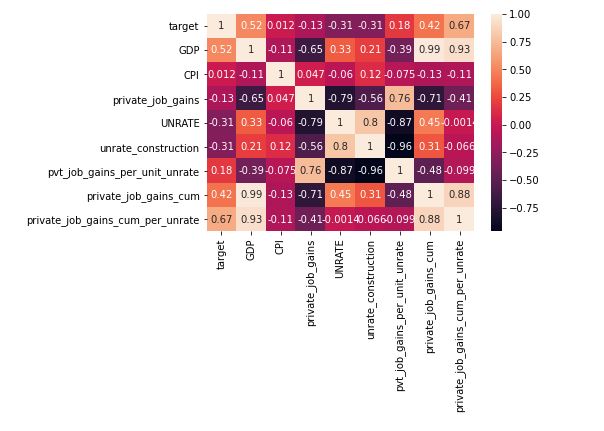 target 1 0.52 0.012 -0.13 -0.31 -0.31 0.18 0.42 0.67
GDP 0.52 1 -0.11 -0.65 0.33 0.21 -0.39 0.99 0.93
CPI 0.012 -0.11 1 0.047 -0.06 0.12 -0.075 -0.13 -0.11
private_job_gains -0.13 -0.65 0.047 1 -0.79 -0.56 0.76 -0.71 -0.41
UNRATE -0.31 0.33 -0.06 -0.79 1 0.8 -0.87 0.45 -0.0014
unrate_construction -0.31 0.21 0.12 -0.56 0.8 1 -0.96 0.31 -0.066
pvt_job_gains_per_unit_unrate 0.18 -0.39 -0.075 0.76 -0.87 -0.96 1 -0.48 -0.099
private_job_gains_cum 0.42 0.99 -0.13 -0.71 0.45 0.31 -0.48 1 0.88
private_job_gains_cum_per_unrate 0.67 0.93 -0.11 -0.41 -0.0014 -0.066 -0.099 0.88 1
target
GDP
CPI
private_job_gains
UNRATE
unrate_construction
pvt_job_gains_per_unit_unrate
private_job_gains_cum
private_job_gains_cum_per_unrate
1.00
0.75
0.50
0.25
0.00
-0.25
-0.50
-0.75